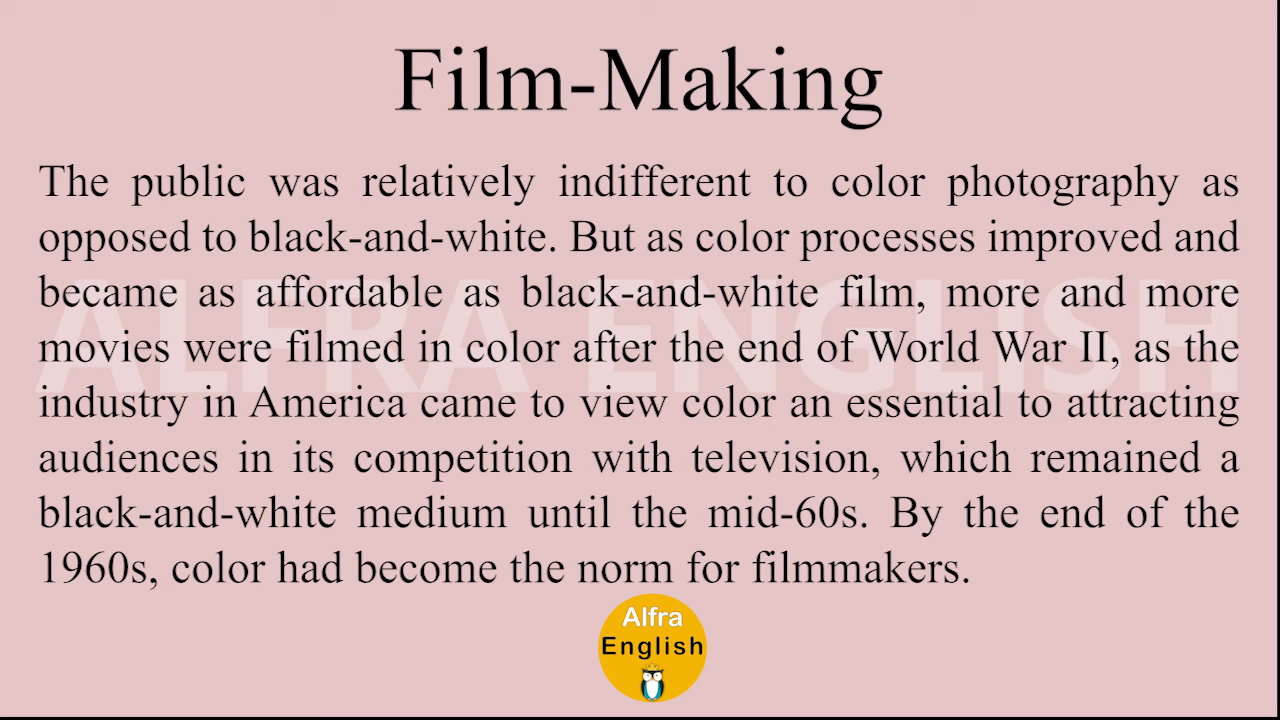 Film-Making
The public was relatively indifferent to color photography as
opposed to black-and-white. But as color processes improved and
became as affordable as black-and-white film, more and more
movies were filmed in color after the end of World War II, as the
industry in America came to view color an essential to attracting
audiences in its competition with television, which remained a
black-and-white medium until the mid-60s. By the end of the
1960s, color had become the norm for filmmakers.
ALFRA ENGLISH
Alfra
English